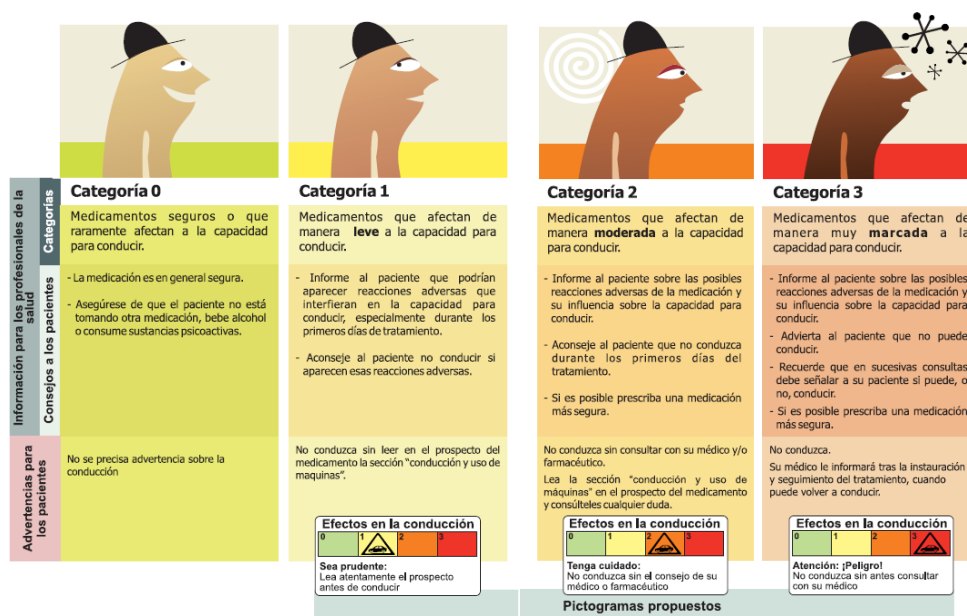 Información para los profesionales de la
salud
Categorías
Consejos a los pacientes
Advertencias para
los pacientes
Categoría 0
Medicamentos seguros o que
raramente afectan a la capacidad
para conducir.
- La medicación es en general segura.
- Asegúrese de que el paciente no está
tomando otra medicación, bebe alcohol
o consume sustancias psicoactivas.
No se precisa advertencia sobre la
conducción
Categoría 1
Medicamentos que afectan de
manera leve a la capacidad para
conducir.
- Informe al paciente que podrían
aparecer reacciones adversas que
interfieran en la capacidad para
conducir, especialmente durante los
primeros días de tratamiento.
- Aconseje al paciente no conducir si
aparecen esas reacciones adversas.
No conduzca sin leer en el prospecto del
medicamento la sección "conducción y uso de
maquinas".
Efectos en la conducción
0 1 2 3
Sea prudente:
Lea atentamente el prospecto
antes de conducir
Categoría 2
Medicamentos que afectan de
manera moderada a la capacidad
para conducir.
- Informe al paciente sobre las posibles
reacciones adversas de la medicación y
su influencia sobre la capacidad para
conducir.
- Aconseje al paciente que no conduzca
durante los primeros días del
tratamiento.
- Si es posible prescriba una medicación
más segura.
No conduzca sin consultar con su médico y/o
farmacéutico.
Lea la sección "conducción y uso de
máquinas" en el prospecto del medicamento
y consúlteles cualquier duda.
Efectos en la conducción
0 1 2 3
Tenga cuidado:
No conduzca sin el consejo de su
médico o farmacéutico
Categoría 3
Medicamentos que afectan de
manera muy marcada a la
capacidad para conducir.
- Informe al paciente sobre las posibles
reacciones adversas de la medicación y
su influencia sobre la capacidad para
conducir.
- Advierta al paciente que no puede
conducir.
- Recuerde que en sucesivas consultas
debe señalar a su paciente sí puede, o
no, conducir.
- Si es posible prescriba una medicación
más segura.
No conduzca.
Su médico le informará tras la instauración
y seguimiento del tratamiento, cuando
puede volver a conducir.
Efectos en la conducción
0 1 2 3
Atención: ¡Peligro!
No conduzca sin antes consultar
con su médico
Pictogramas propuestos